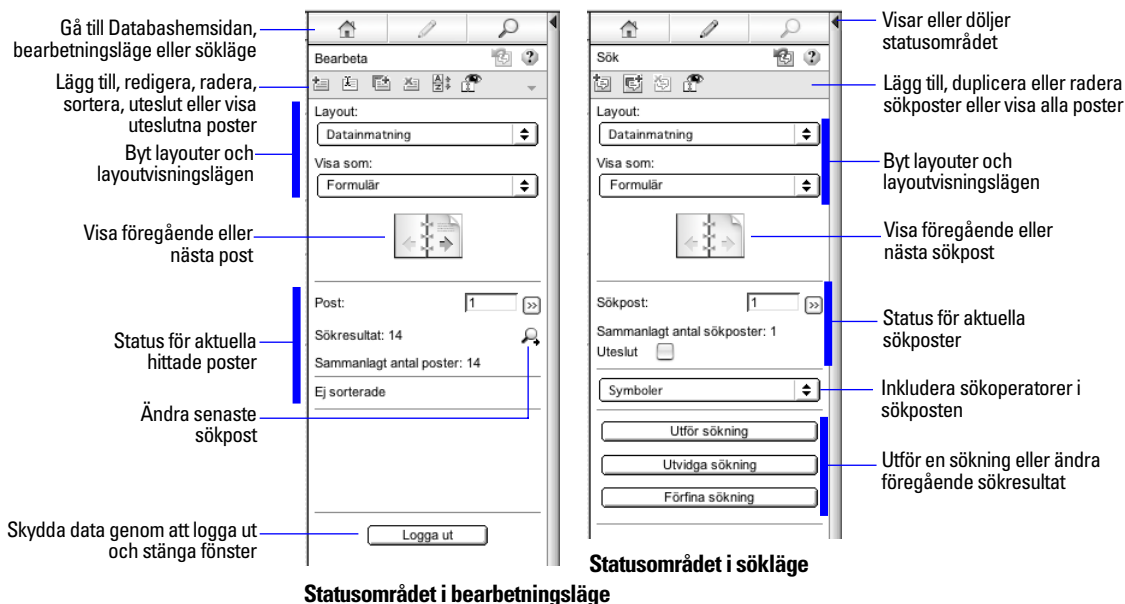 Gå till Databashemsidan,
bearbetningsläge eller sökläge
Lägg till, redigera, radera,
sortera, uteslut eller visa
uteslutna poster
Byt layouter och
layoutvisningslägen
Visa föregående eller
nästa post
Status för aktuella
hittade poster
Ändra senaste
sökpost
Skydda data genom att logga ut
och stänga fönster
Bearbeta
Layout:
Datainmatning
Visa som:
Formulär
Post:
1
Sökresultat: 14
Sammanlagt antal poster: 14
Ej sorterade
Logga ut
Statusområdet i bearbetningsläge
Sök
Layout:
Datainmatning
Visa som:
Formulär
Sökpost:
1
Sammanlagt antal sökposter: 1
Uteslut
Symboler
Utför sökning
Utvidga sökning
Förfina sökning
Statusområdet i sökläge
Visar eller döljer
statusområdet
Lägg till, duplicera eller radera
sökposter eller visa alla poster
Byt layouter och
layoutvisningslägen
Visa föregående eller
nästa sökpost
Status för aktuella
sökposter
Inkludera sökoperatorer i
sökposten
Utför en sökning eller ändra
föregående sökresultat